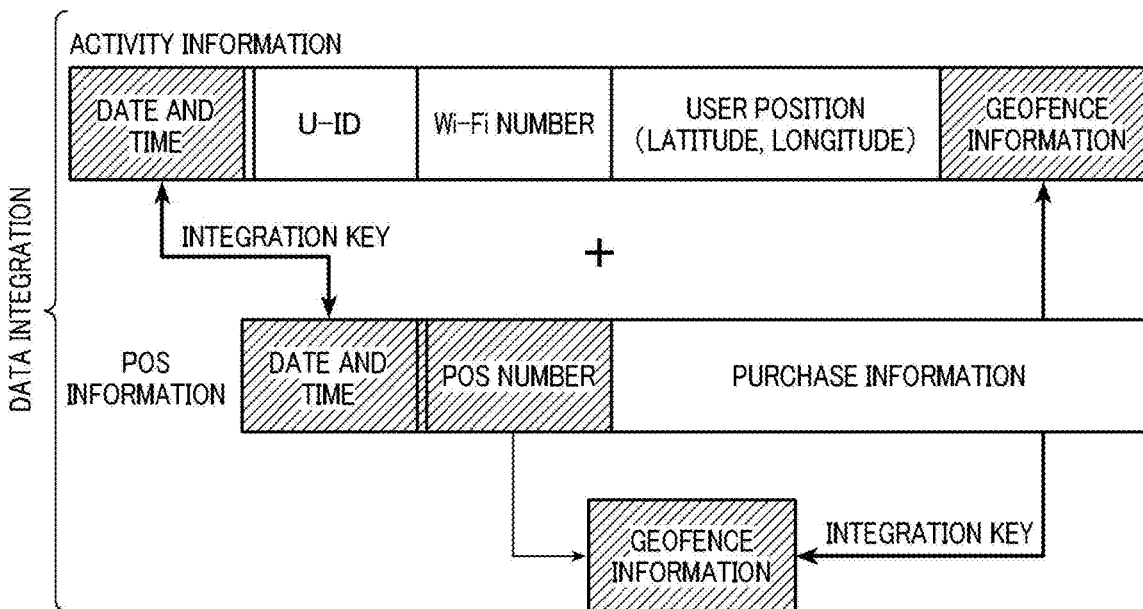 ACTIVITY INFORMATION
DATE AND
TIME
U-ID
Wi-Fi NUMBER
USER POSITION
(LATITUDE, LONGITUDE)
GEOFENCE
INFORMATION
INTEGRATION KEY
+
DATA INTEGRATION
POS
INFORMATION
DATE AND
TIME
POS NUMBER
PURCHASE INFORMATION
GEOFENCE
INFORMATION
INTEGRATION KEY